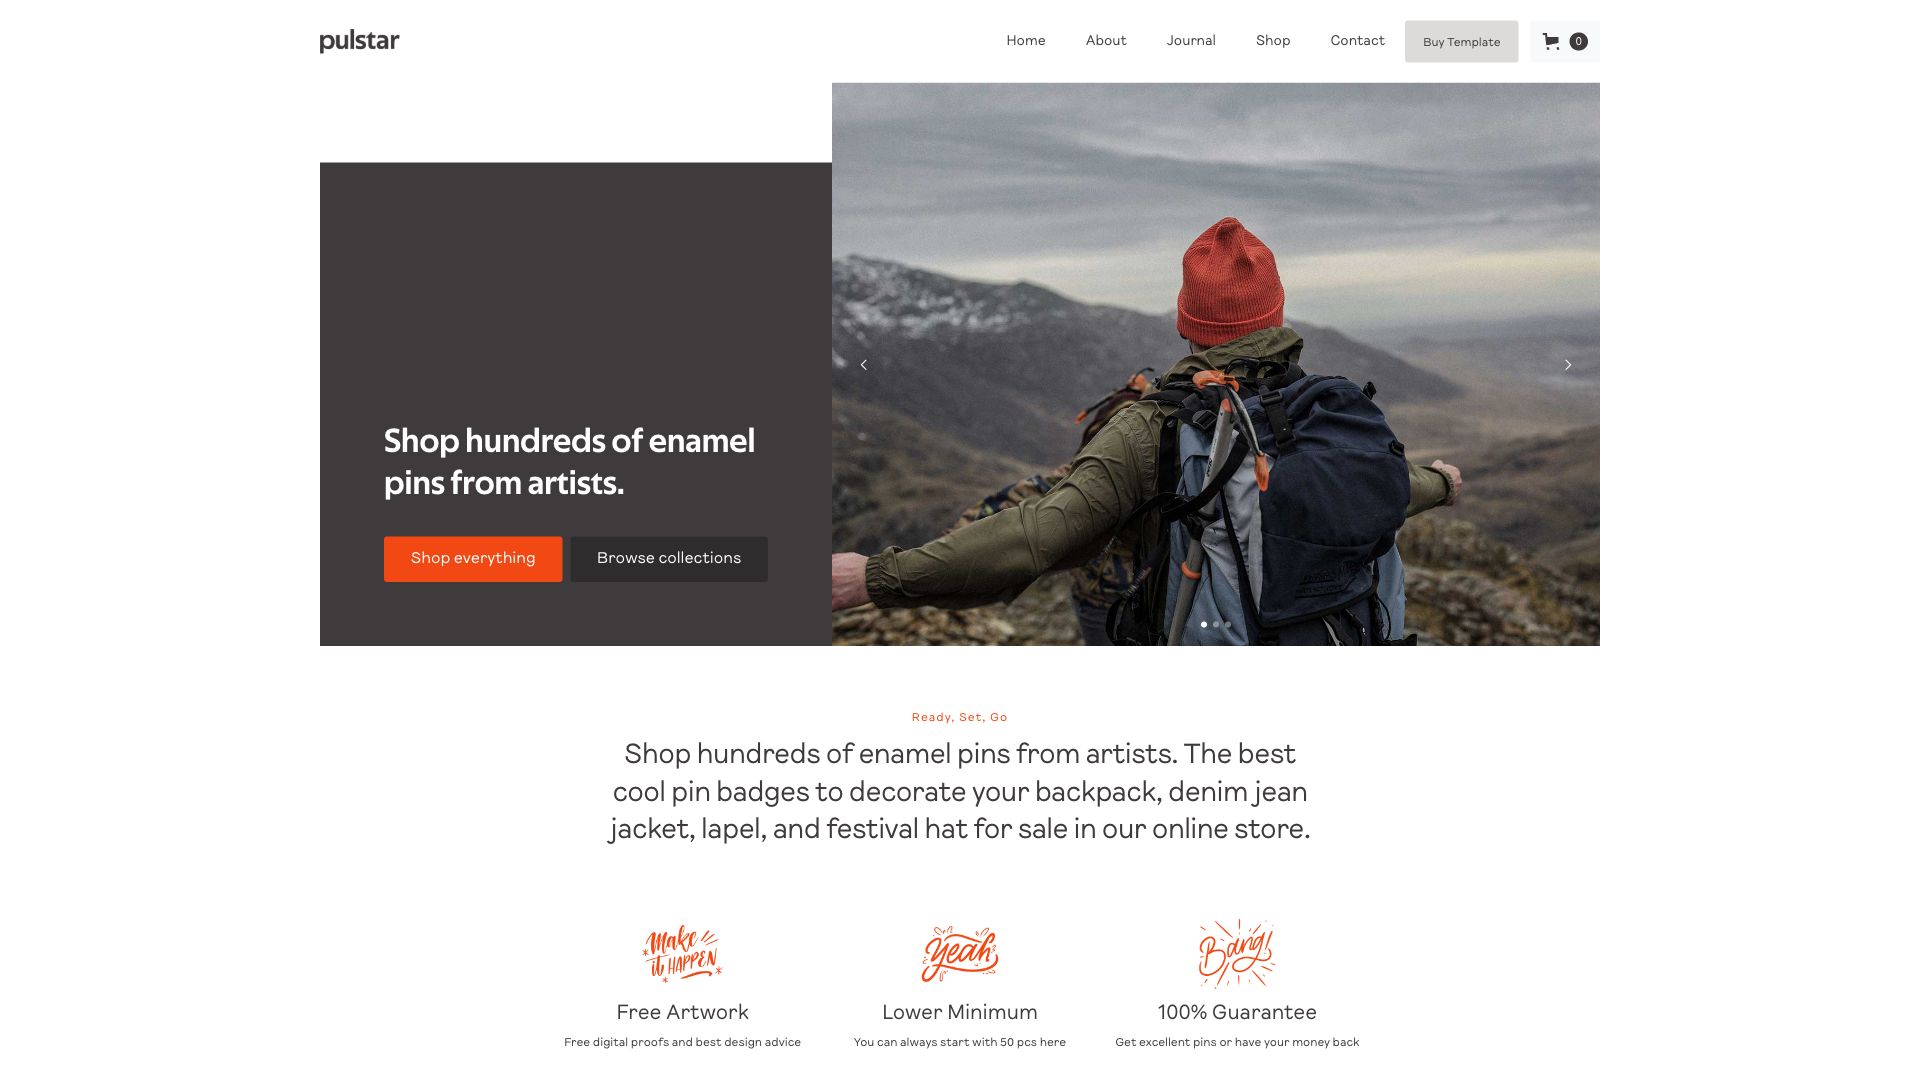 pulstar
Home About Journal Shop Contact Buy Template 0
Shop hundreds of enamel
pins from artists.
Shop everything Browse collections
Ready, Set, Go
Shop hundreds of enamel pins from artists. The best
cool pin badges to decorate your backpack, denim jean
jacket, lapel, and festival hat for sale in our online store.
Make it HAPPEN
Free Artwork
Free digital proofs and best design advice
yeah
Lower Minimum
You can always start with 50 pcs here
Bang!
100% Guarantee
Get excellent pins or have your money back